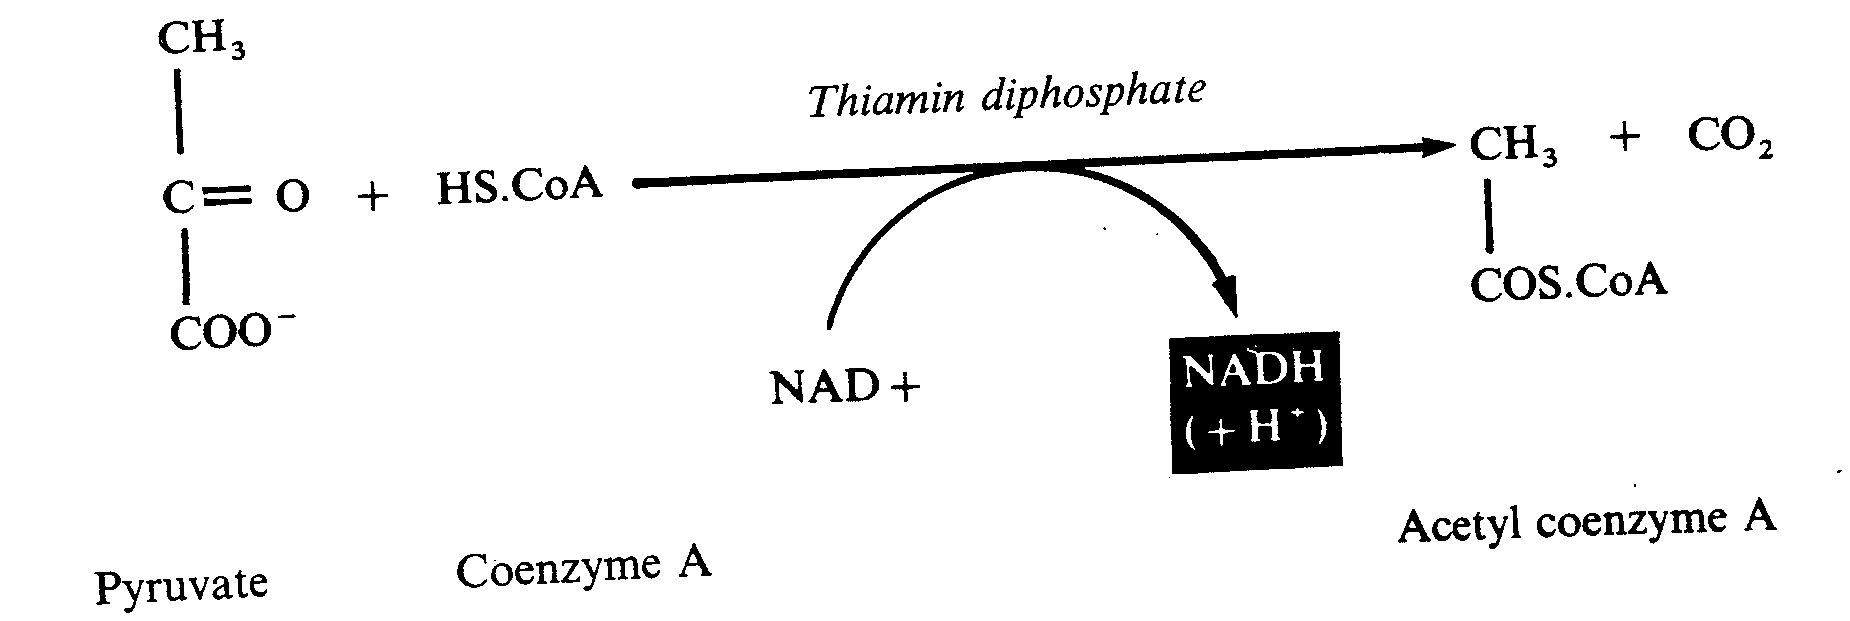 CH₃
Thiamin diphosphate
CH₃ + CO₂
C=O + HS.CoA
COS.CoA
COO⁻
NAD+
NADH
(+H⁺)
Acetyl coenzyme A
Coenzyme A
Pyruvate